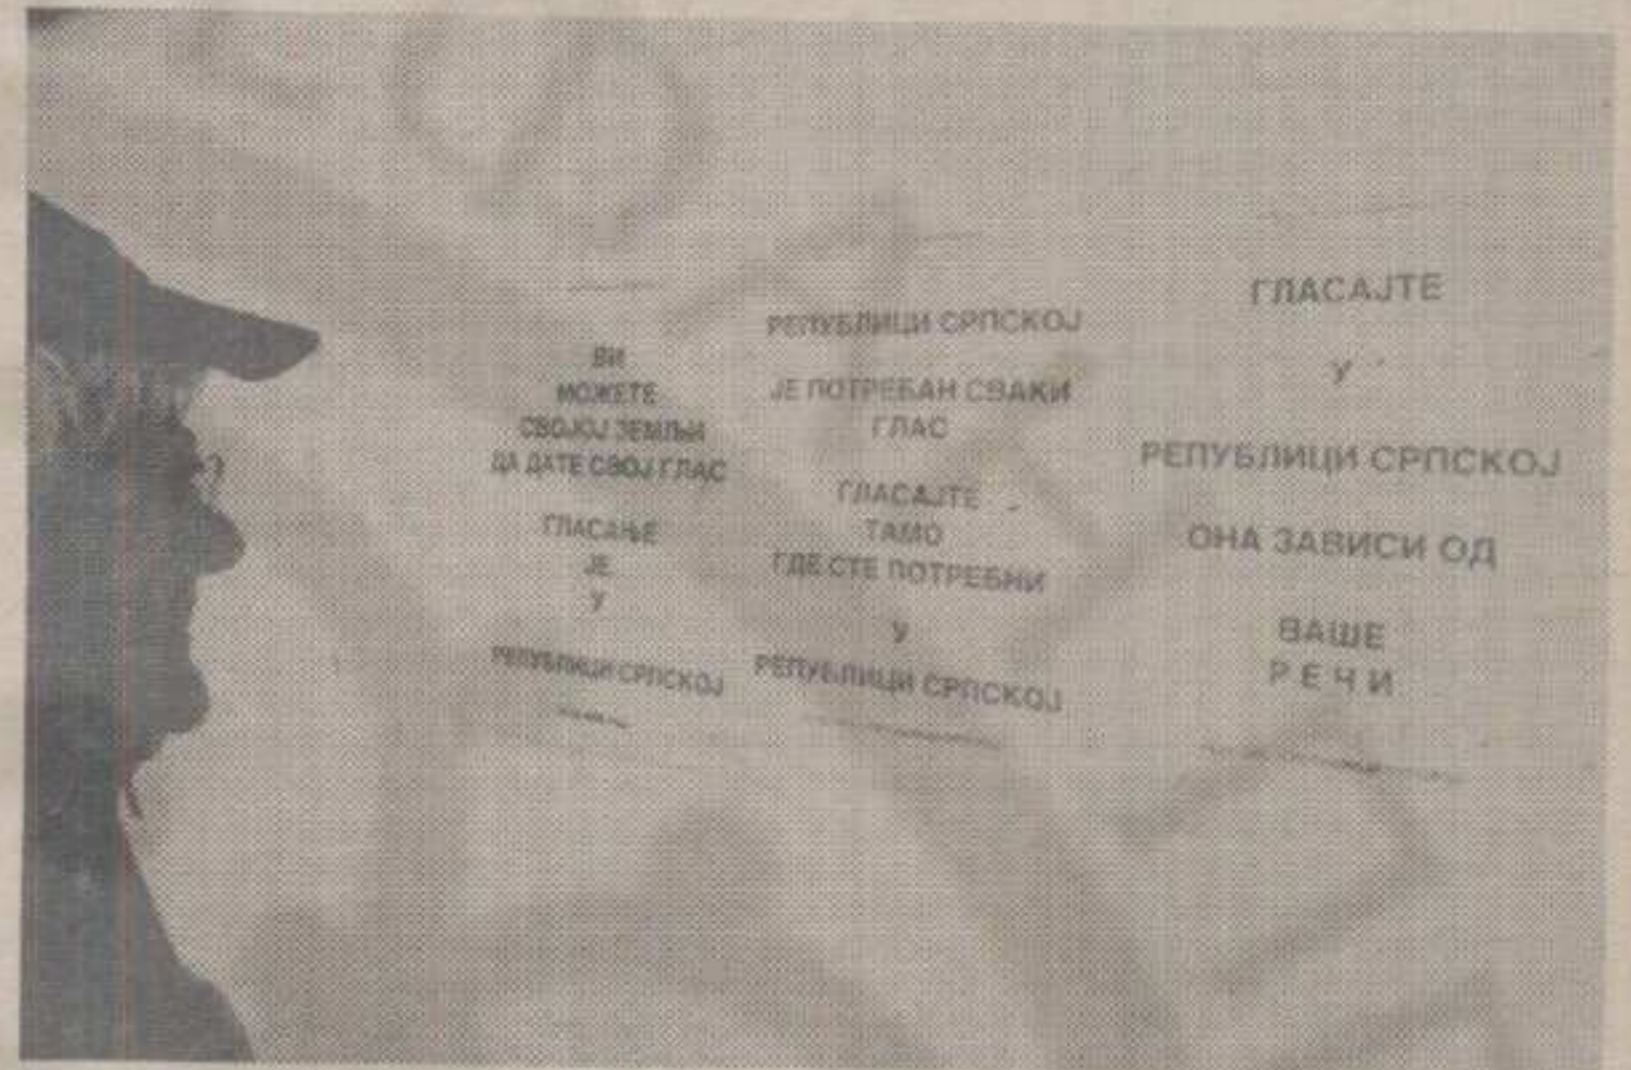 ВИ
МОЖЕТЕ
СВОЈОЈ ЗЕМЉИ
ДА ДАТЕ СВОЈ ГЛАС
ГЛАСАЊЕ
ЈЕ
У
РЕПУБЛИЦИ СРПСКОЈ
РЕПУБЛИЦИ СРПСКОЈ
ЈЕ ПОТРЕБАН СВАКИ
ГЛАС
ГЛАСАЈТЕ
ТАМО
ГДЕ СТЕ ПОТРЕБНИ
У
РЕПУБЛИЦИ СРПСКОЈ
ГЛАСАЈТЕ
У
РЕПУБЛИЦИ СРПСКОЈ
ОНА ЗАВИСИ ОД
ВАШЕ
РЕЧИ